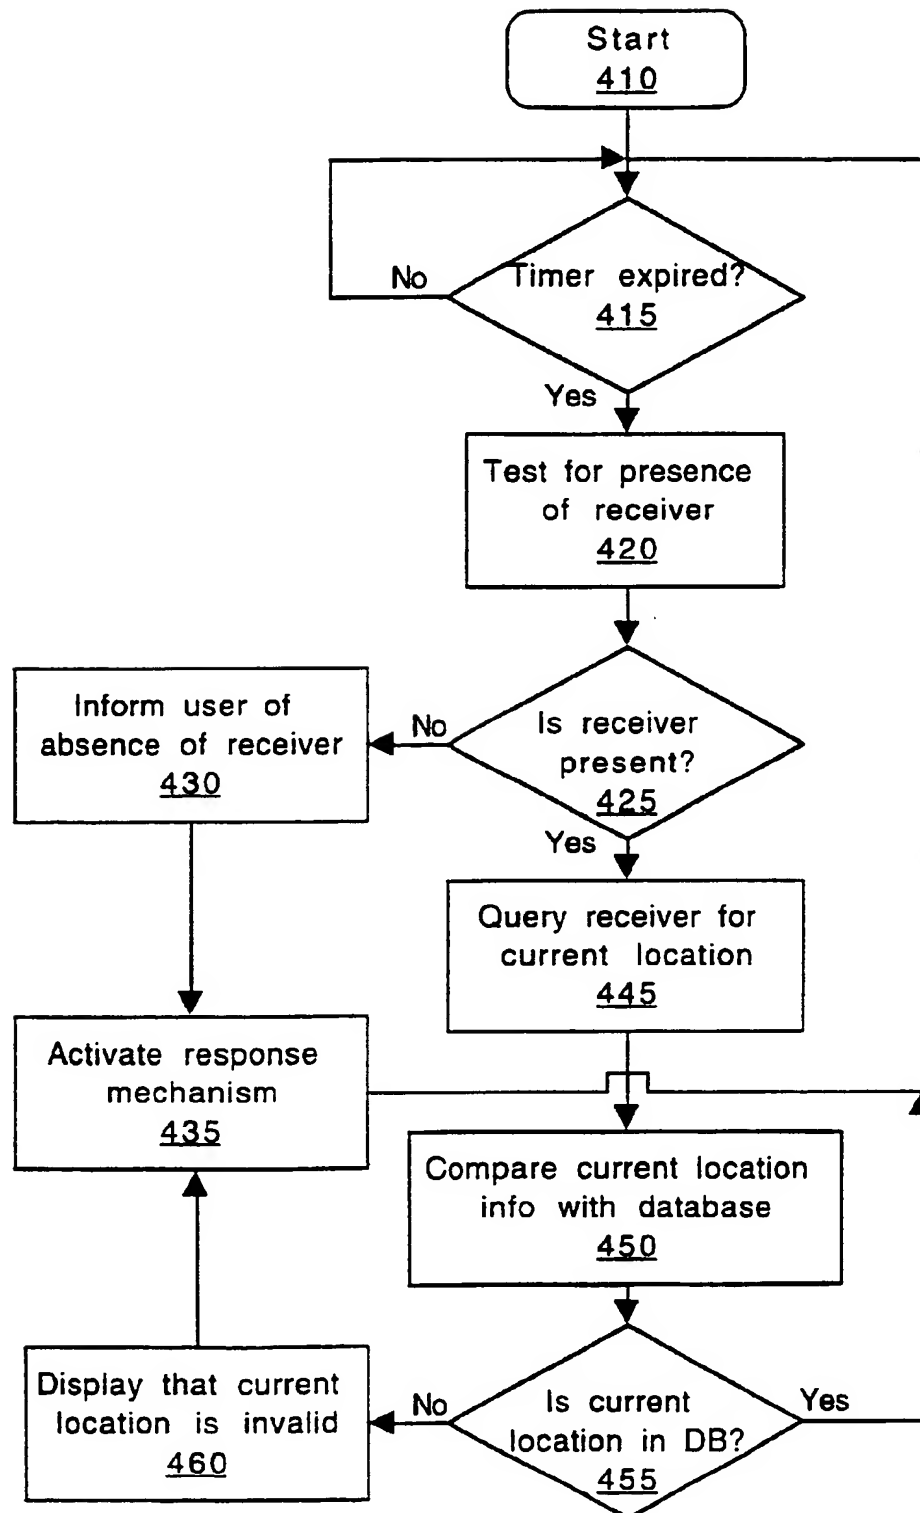 Start
410
No
Timer expired?
415
Yes
Test for presence
of receiver
420
Inform user of
absence of receiver
430
No
Is receiver
present?
425
Yes
Query receiver for
current location
445
Activate response
mechanism
435
Compare current location
info with database
450
Display that current
location is invalid
460
No
Is current
location in DB?
455
Yes